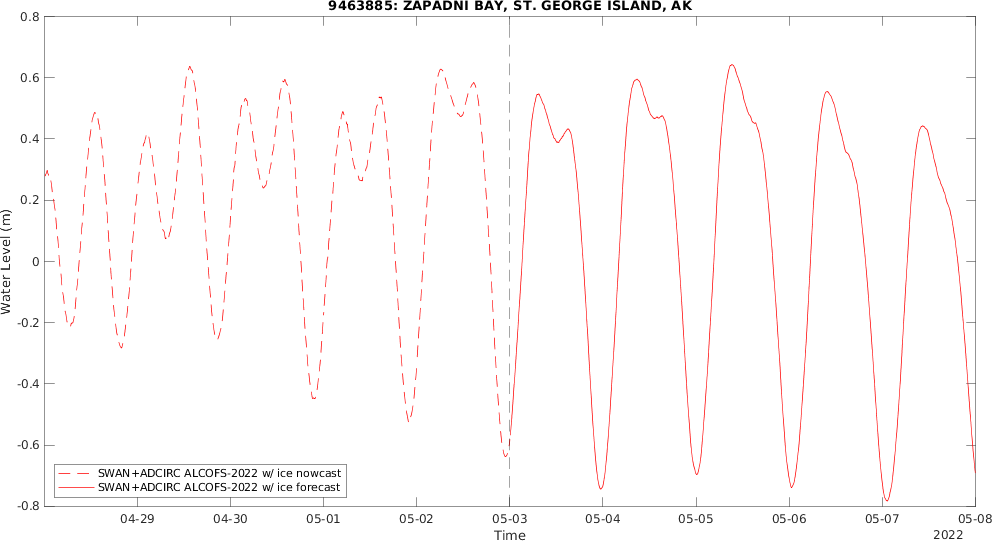 9463885: ZAPADNI BAY, ST. GEORGE ISLAND, AK
0.8
0.6
0.4
0.2
0
-0.2
-0.4
-0.6
-0.8
Water Level (m)
SWAN+ADCIRC ALCOFS-2022 w/ ice nowcast
SWAN+ADCIRC ALCOFS-2022 w/ ice forecast
04-29 04-30 05-01 05-02 05-03 05-04 05-05 05-06 05-07 05-08
Time
2022